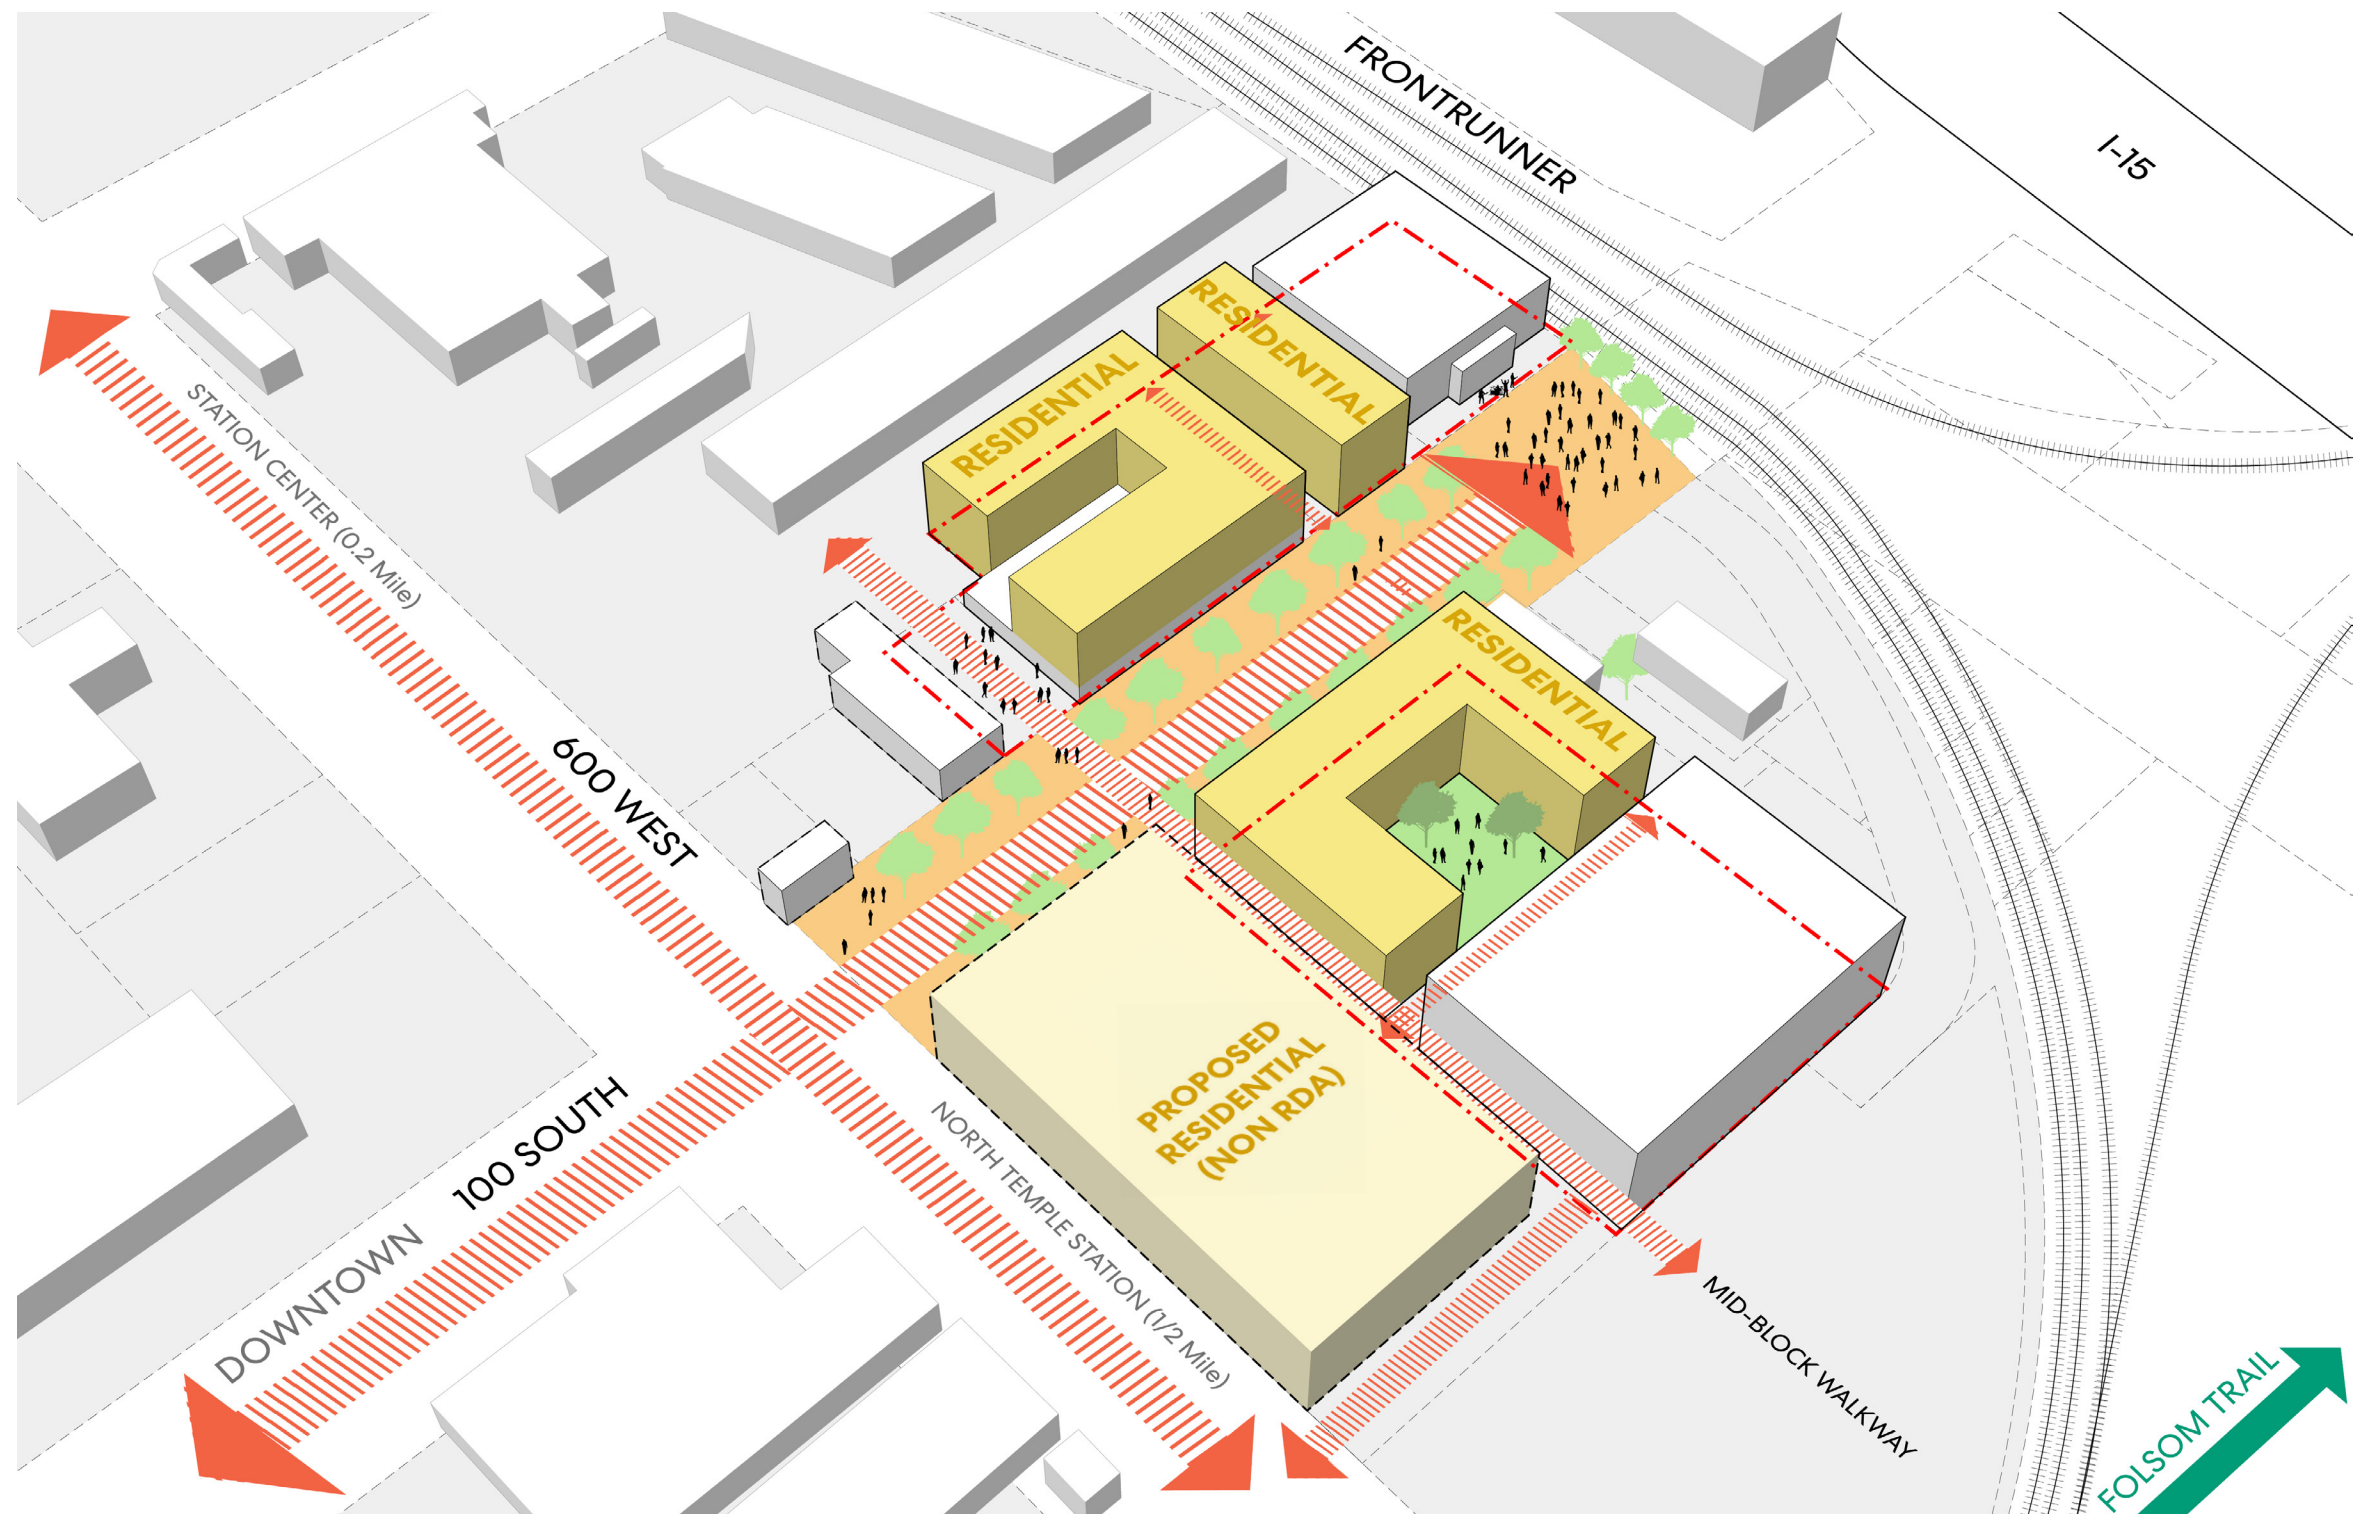 FRONTRUNNER
I-15
RESIDENTIAL
RESIDENTIAL
STATION CENTER (0.2 Mile)
RESIDENTIAL
600 WEST
PROPOSED
RESIDENTIAL
(NON RDA)
100 SOUTH
DOWNTOWN
NORTH TEMPLE STATION (1/2 Mile)
MID-BLOCK WALKWAY
FOLSOM TRAIL